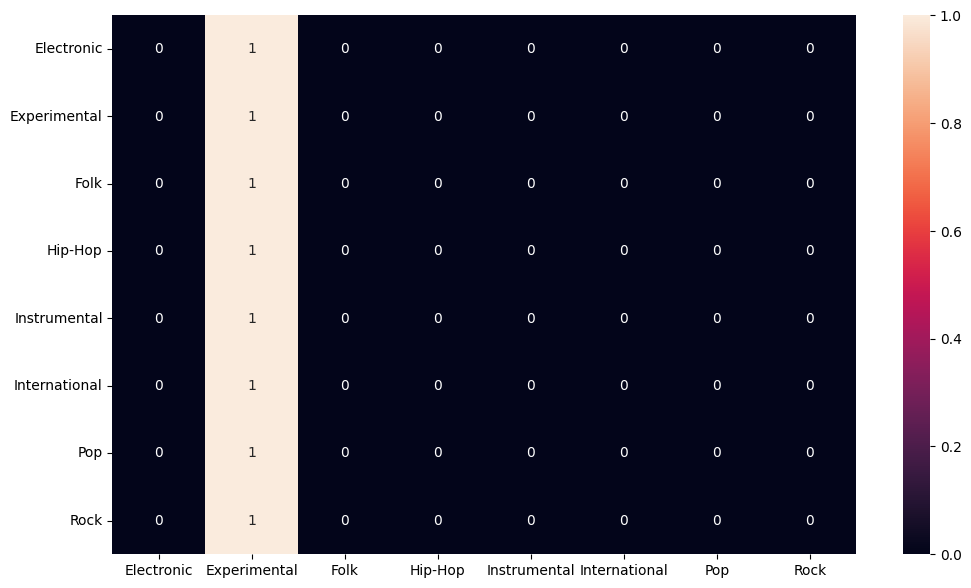 Electronic 0 1 0 0 0 0 0 0
Experimental 0 1 0 0 0 0 0 0
Folk 0 1 0 0 0 0 0 0
Hip-Hop 0 1 0 0 0 0 0 0
Instrumental 0 1 0 0 0 0 0 0
International 0 1 0 0 0 0 0 0
Pop 0 1 0 0 0 0 0 0
Rock 0 1 0 0 0 0 0 0
Electronic Experimental Folk Hip-Hop Instrumental International Pop Rock
1.0
0.8
0.6
0.4
0.2
0.0